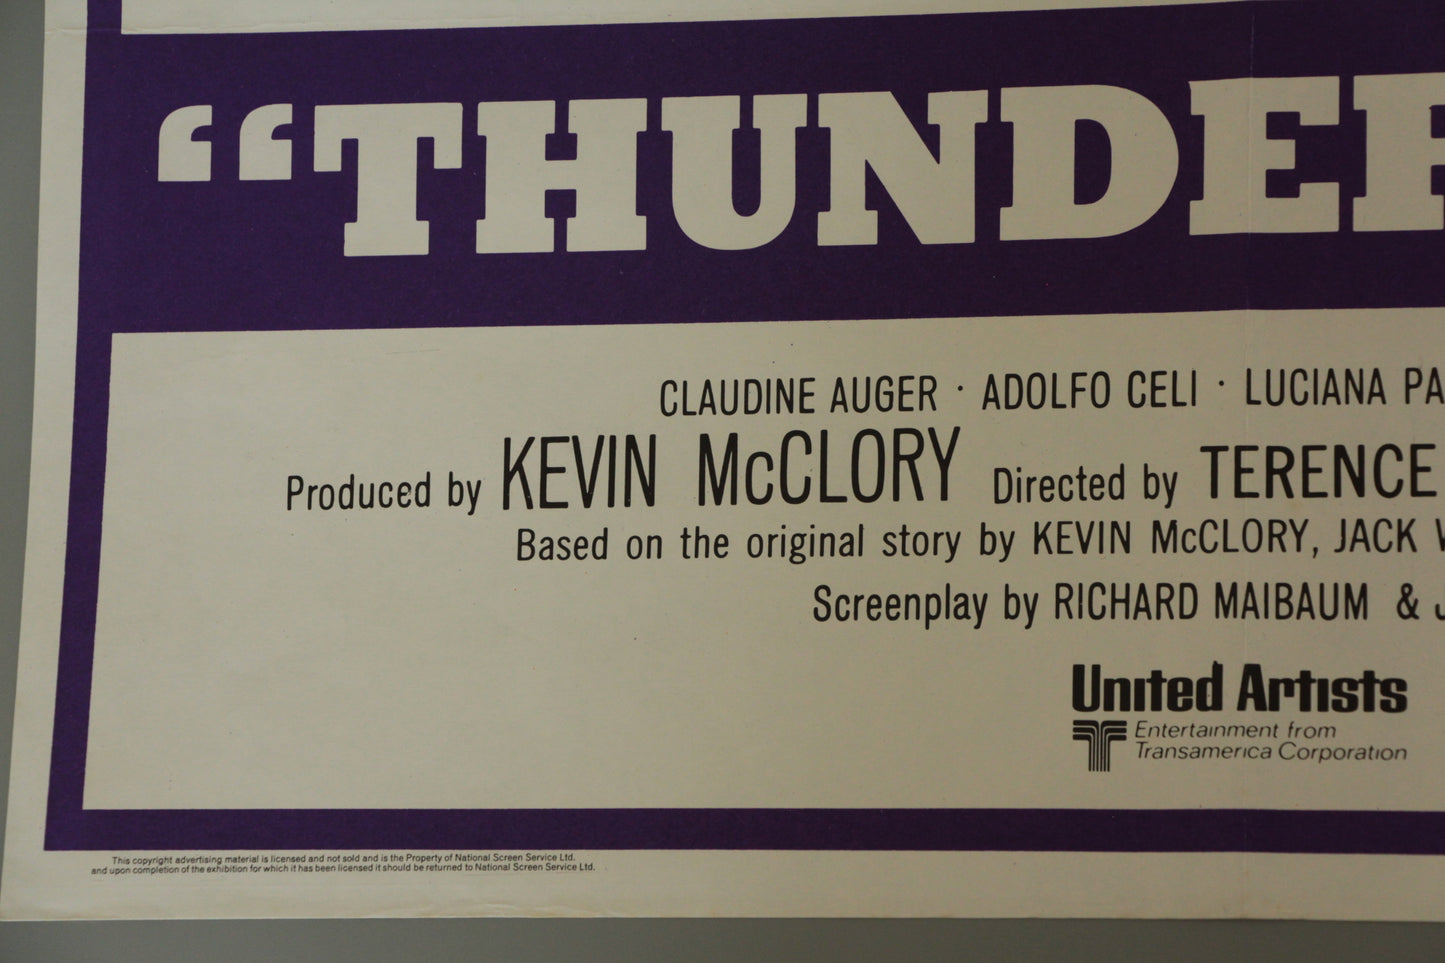 “THUNDER
CLAUDINE AUGER · ADOLFO CELI · LUCIANA PA
Produced by KEVIN McCLORY Directed by TERENCE
Based on the original story by KEVIN McCLORY, JACK
Screenplay by RICHARD MAIBAUM & J
United Artists
Entertainment from
Transamerica Corporation
This copyright advertising material is licensed and not sold and is the Property of National Screen Service Ltd.
and upon completion of the exhibition for which it has been licensed it should be returned to National Screen Service Ltd.